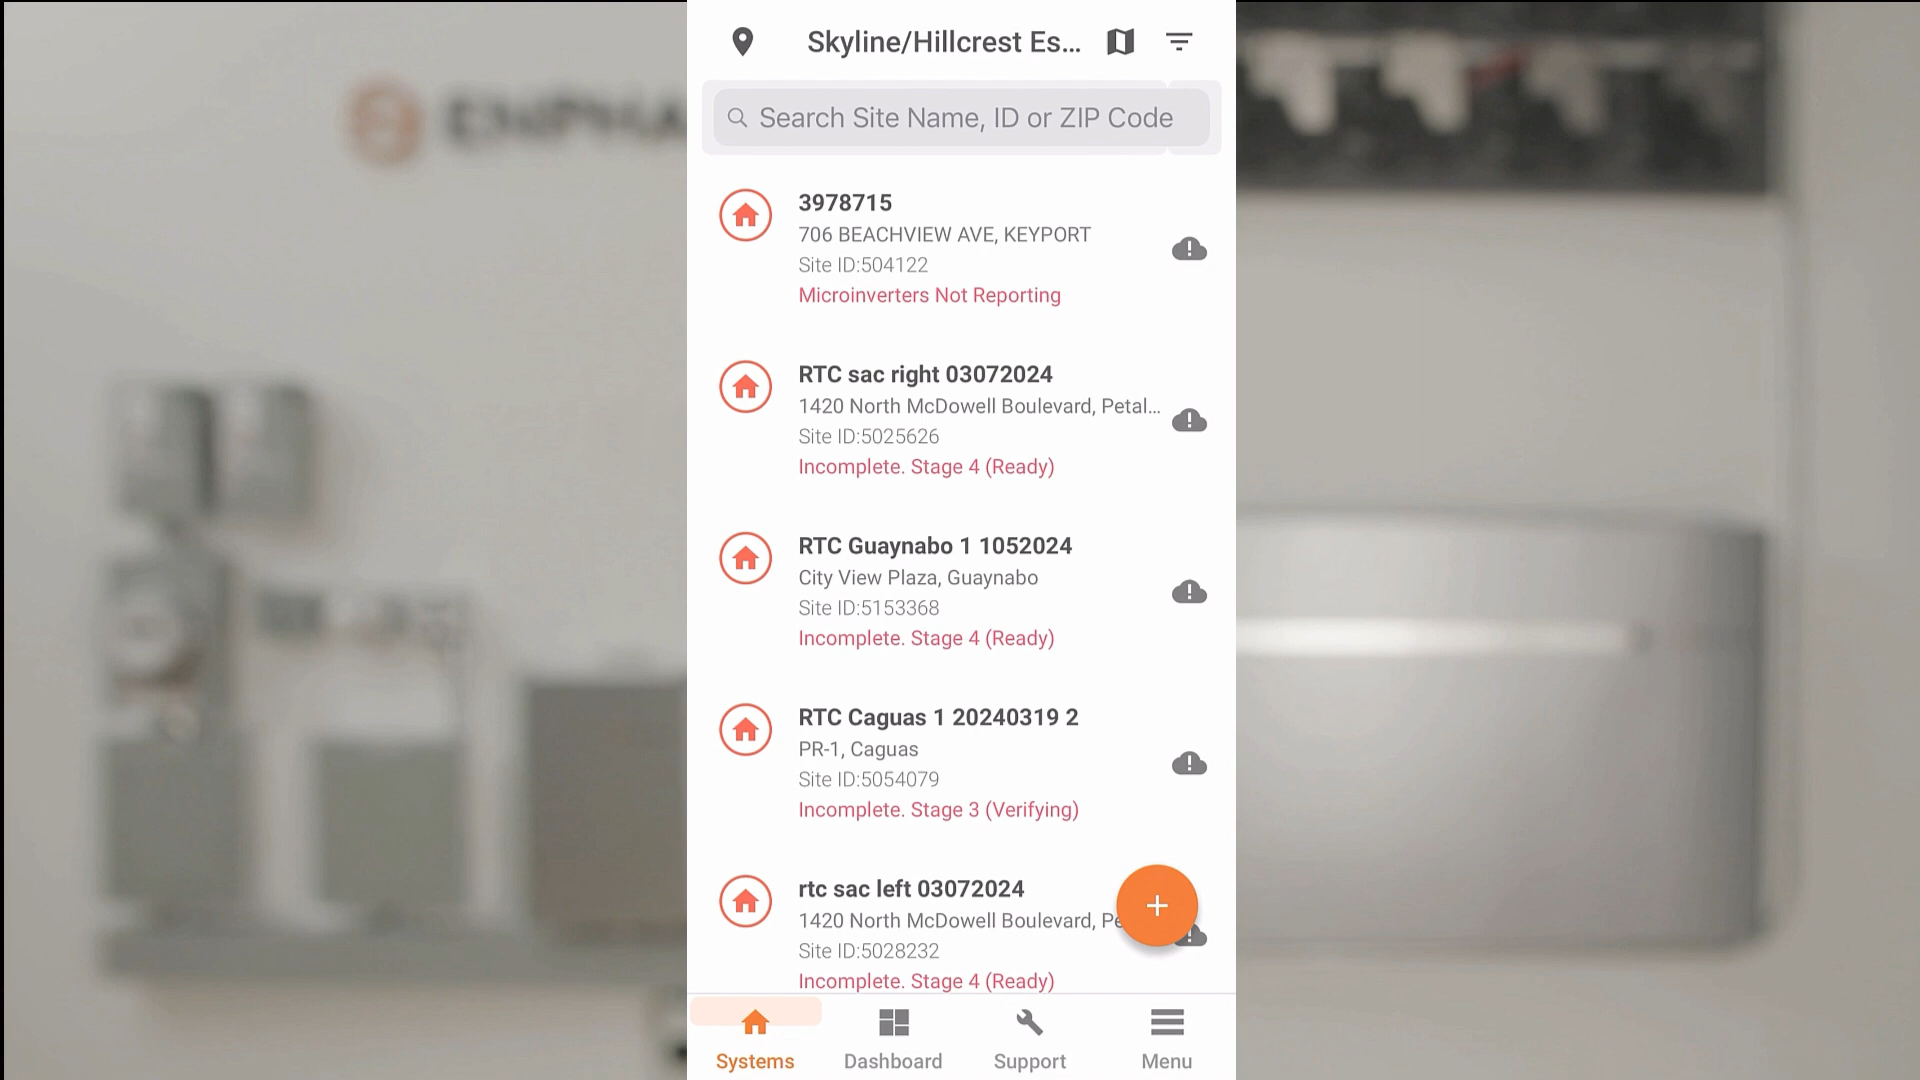 Skyline/Hillcrest Es...
Search Site Name, ID or ZIP Code
3978715
706 BEACHVIEW AVE, KEYPORT
Site ID:504122
Microinverters Not Reporting
RTC sac right 03072024
1420 North McDowell Boulevard, Petal...
Site ID:5025626
Incomplete. Stage 4 (Ready)
RTC Guaynabo 1 1052024
City View Plaza, Guaynabo
Site ID:5153368
Incomplete. Stage 4 (Ready)
RTC Caguas 1 20240319 2
PR-1, Caguas
Site ID:5054079
Incomplete. Stage 3 (Verifying)
rtc sac left 03072024
1420 North McDowell Boulevard, Pe
Site ID:5028232
Incomplete. Stage 4 (Ready)
Systems
Dashboard
Support
Menu